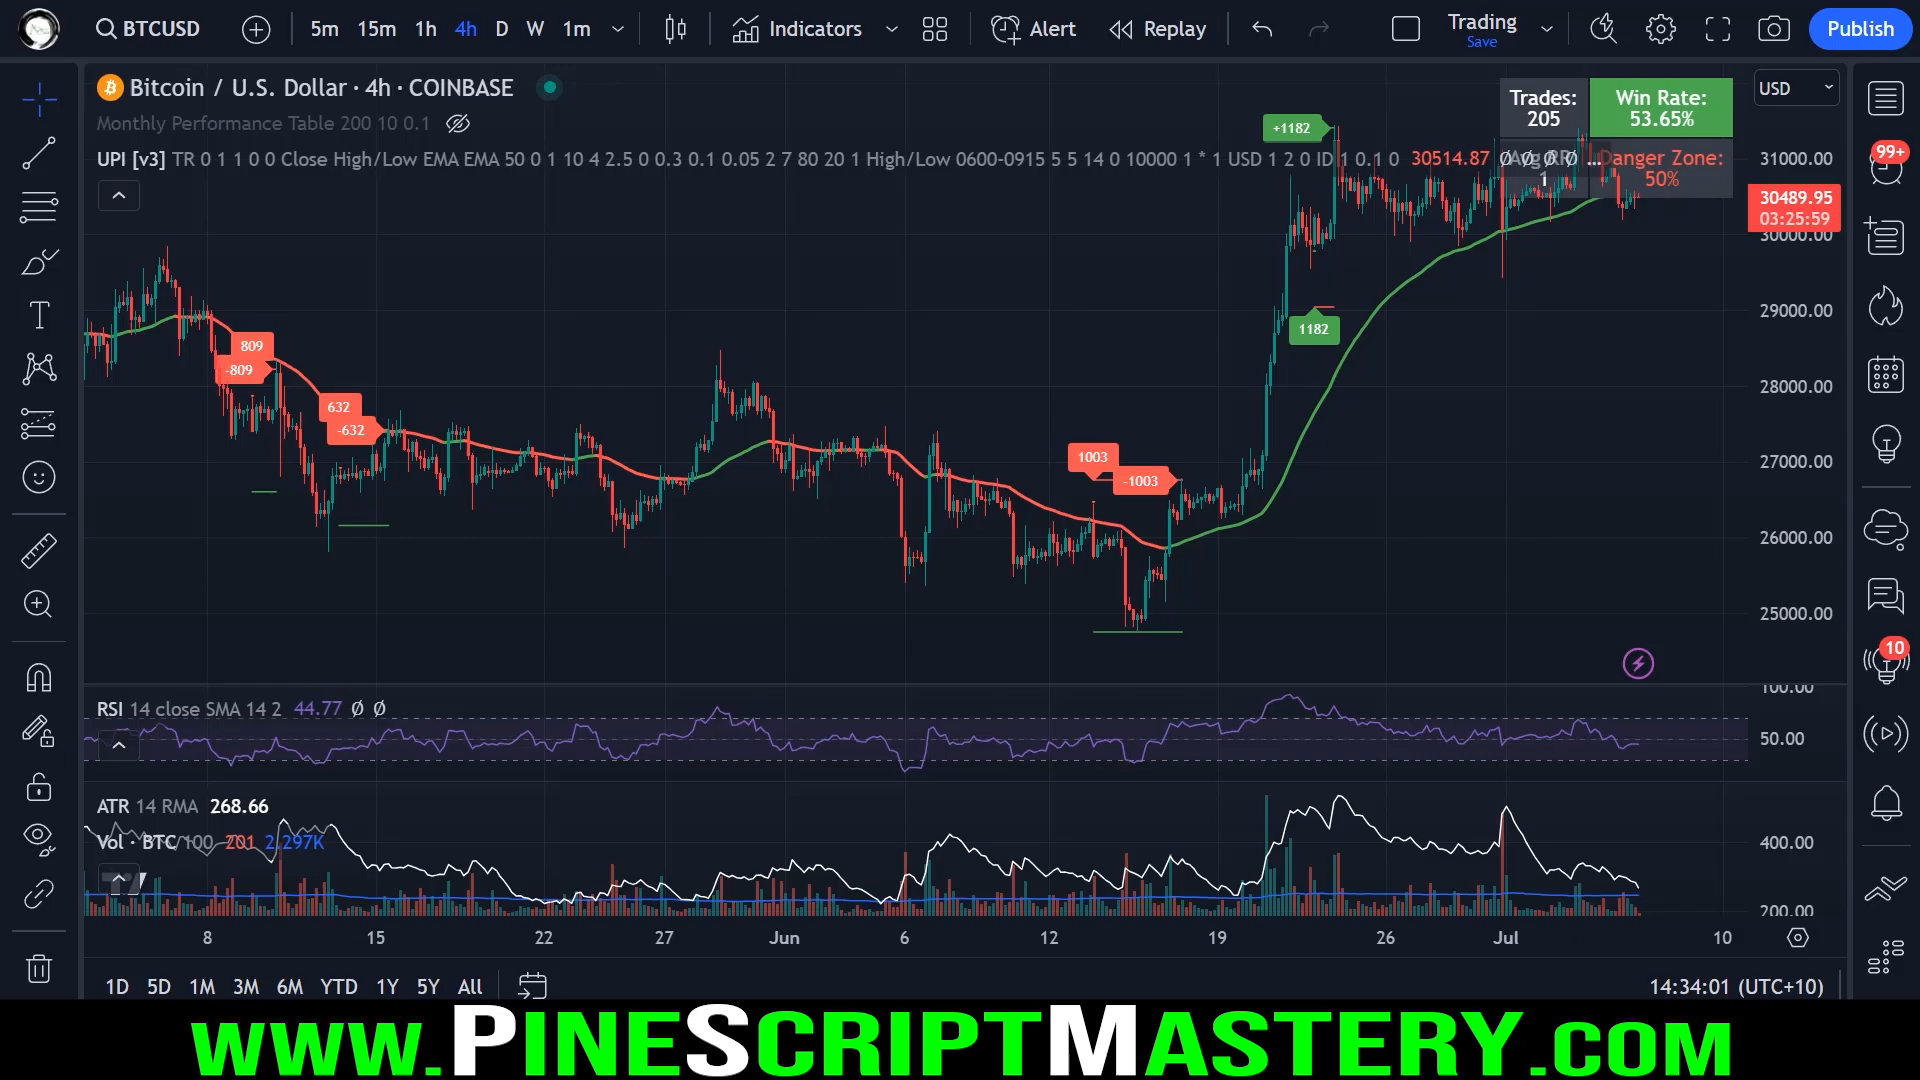 BTCUSD 5m 15m 1h 4h D W 1m Indicators Alert Replay Trading Save Publish
Bitcoin / U.S. Dollar · 4h · COINBASE
Monthly Performance Table 200 10 0.1
UPI [v3] TR 0 1 1 0 0 Close High/Low EMA EMA 50 0 1 10 4 2.5 0 0.3 0.1 0.05 2 7 80 20 1 High/Low 0600-0915 5 5 14 0 10000 1 * 1 USD 1 2 0 ID 1 0.1 0 30514.87 Ø Ø Ø Ø ...
Trades:
205
Win Rate:
53.65%
Avg RR:
1
Danger Zone:
50%
USD
99+
10
31000.00
30489.95
03:25:59
30000.00
29000.00
28000.00
27000.00
26000.00
25000.00
+1182
1182
809
-809
632
-632
1003
-1003
RSI 14 close SMA 14 2 44.77 Ø Ø
100.00
50.00
ATR 14 RMA 268.66
Vol · BTC 100 201 2.297K
400.00
200.00
8 15 22 27 Jun 6 12 19 26 Jul 10
1D 5D 1M 3M 6M YTD 1Y 5Y All
14:34:01 (UTC+10)
www.PineScriptMastery.com